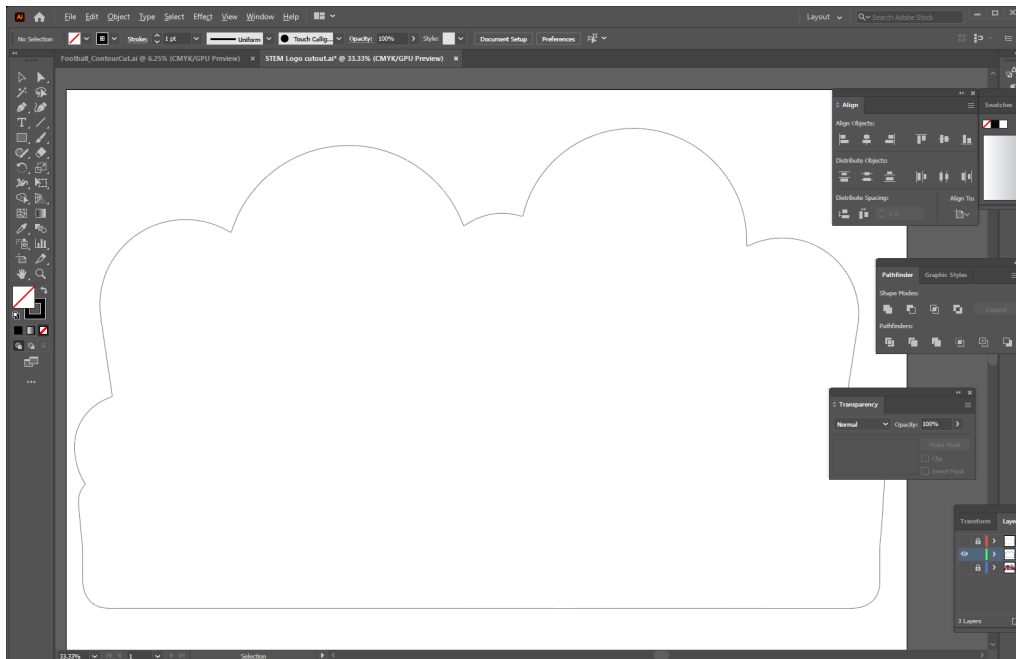 Ai File Edit Object Type Select Effect View Window Help Layout Search Adobe Stock
No Selection Stroke: 1 pt Uniform Touch Callig... Opacity: 100% Style: Document Setup Preferences
Football_ContourCut.ai @ 6.25% (CMYK/GPU Preview) × STEM Logo cutout.ai* @ 33.33% (CMYK/GPU Preview) ×
Align Swatches
Align Objects:
Distribute Objects:
Distribute Spacing: Align To:
Pathfinder Graphic Styles
Shape Modes:
Expand
Pathfinders:
Transparency
Normal Opacity: 100%
Make Mask
Clip
Invert Mask
Transform Laye
3 Layers
33.33% 1 Selection